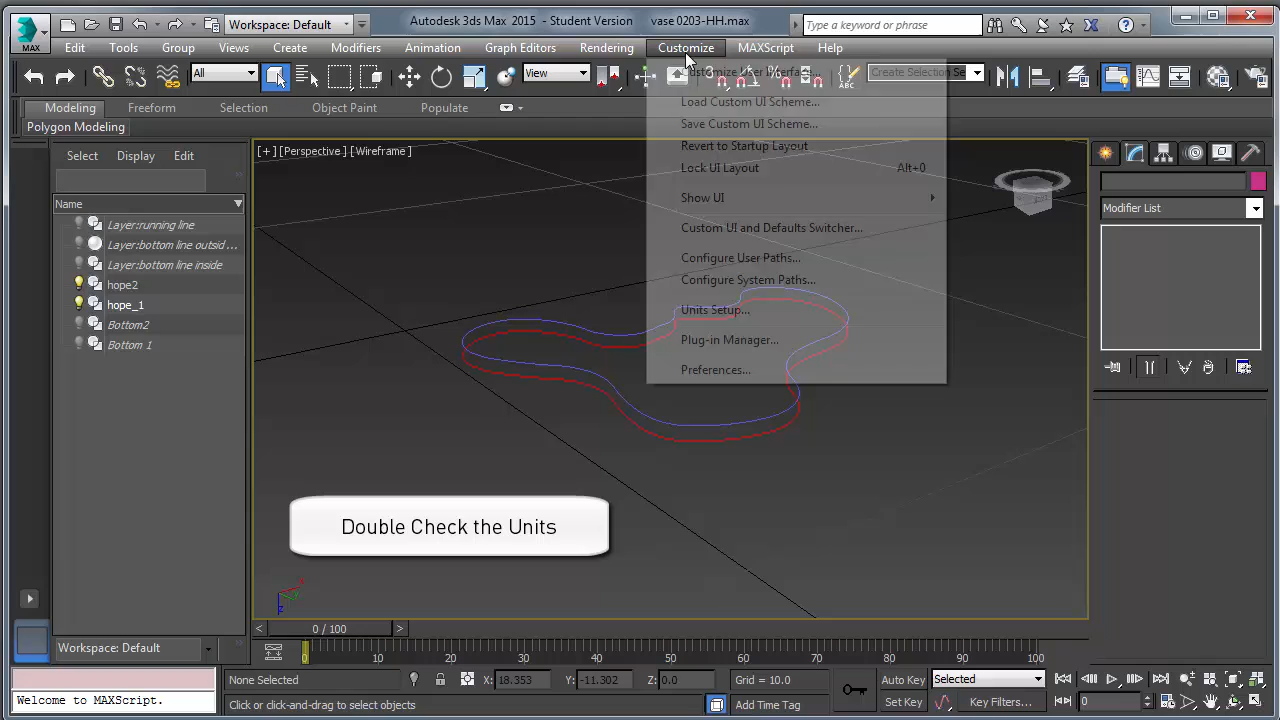 Workspace: Default
Autodesk 3ds Max 2015 - Student Version vase 0203-HH.max
Type a keyword or phrase
MAX
Edit Tools Group Views Create Modifiers Animation Graph Editors Rendering Customize MAXScript Help
All
View
ABC
Create Selection Se
Customize User Interface...
Load Custom UI Scheme...
Save Custom UI Scheme...
Revert to Startup Layout
Lock UI Layout Alt+0
Show UI
Custom UI and Defaults Switcher...
Configure User Paths...
Configure System Paths...
Units Setup...
Plug-in Manager...
Preferences...
Modeling Freeform Selection Object Paint Populate
Polygon Modeling
Select Display Edit
Name
Layer:running line
Layer:bottom line outsid ...
Layer:bottom line inside
hope2
hope_1
Bottom2
Bottom 1
[+] [Perspective] [Wireframe]
Modifier List
Double Check the Units
z
Workspace: Default
< 0 / 100 >
0 10 20 30 40 50 60 70 80 90 100
None Selected X: 18.353 Y: -11.302 Z: 0.0 Grid = 10.0 Auto Key Selected
Welcome to MAXScript. Click or click-and-drag to select objects Add Time Tag Set Key Key Filters... 0